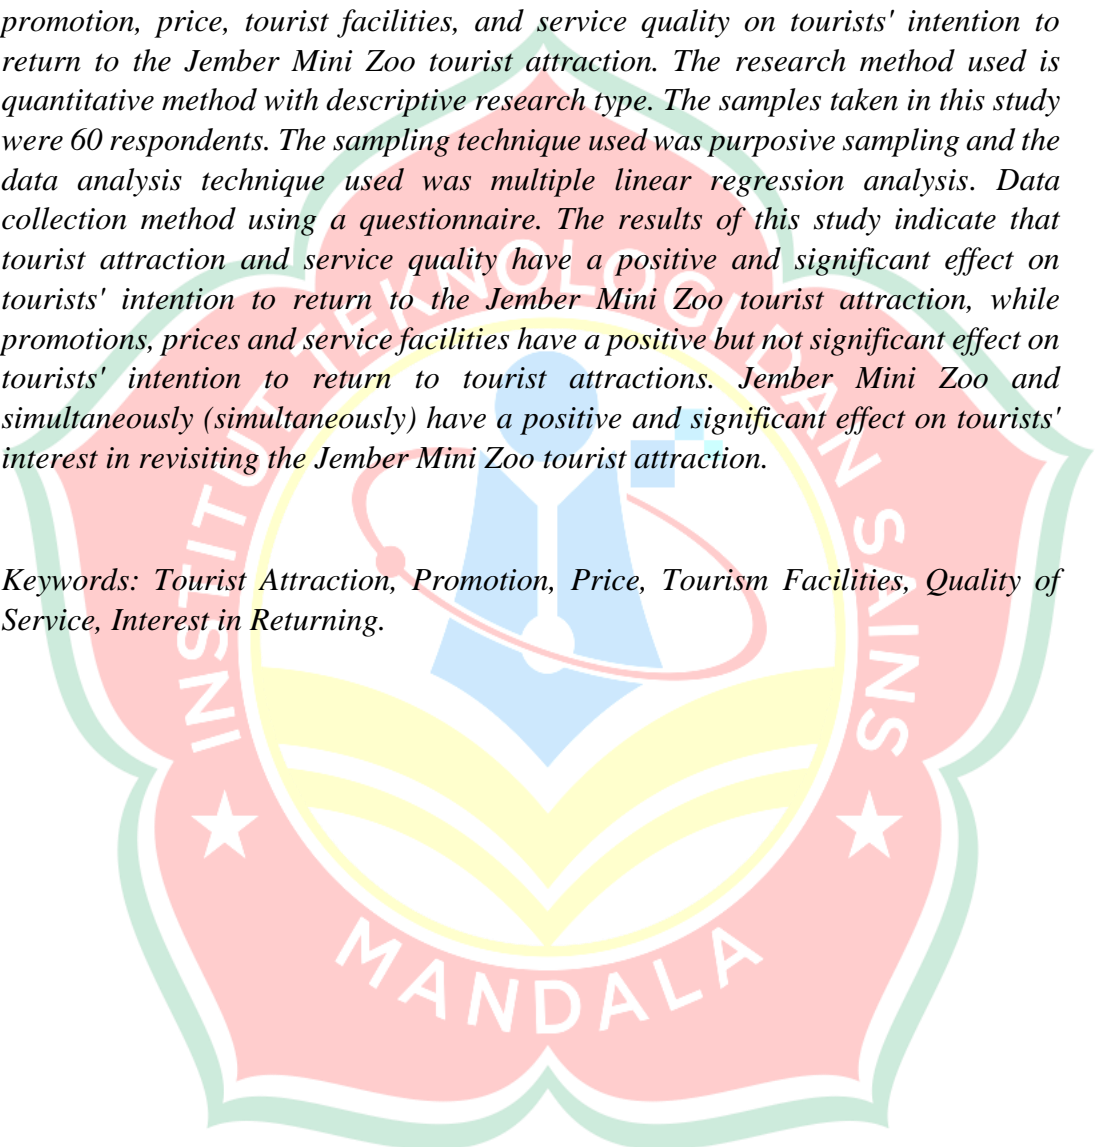 promotion, price, tourist facilities, and service quality on tourists' intention to
return to the Jember Mini Zoo tourist attraction. The research method used is
quantitative method with descriptive research type. The samples taken in this study
were 60 respondents. The sampling technique used was purposive sampling and the
data analysis technique used was multiple linear regression analysis. Data
collection method using a questionnaire. The results of this study indicate that
tourist attraction and service quality have a positive and significant effect on
tourists' intention to return to the Jember Mini Zoo tourist attraction, while
promotions, prices and service facilities have a positive but not significant effect on
tourists' intention to return to tourist attractions. Jember Mini Zoo and
simultaneously (simultaneously) have a positive and significant effect on tourists'
interest in revisiting the Jember Mini Zoo tourist attraction.
Keywords: Tourist Attraction, Promotion, Price, Tourism Facilities, Quality of
Service, Interest in Returning.
INSTITUT TEKNOLOGI DAN SAINS
MANDALA